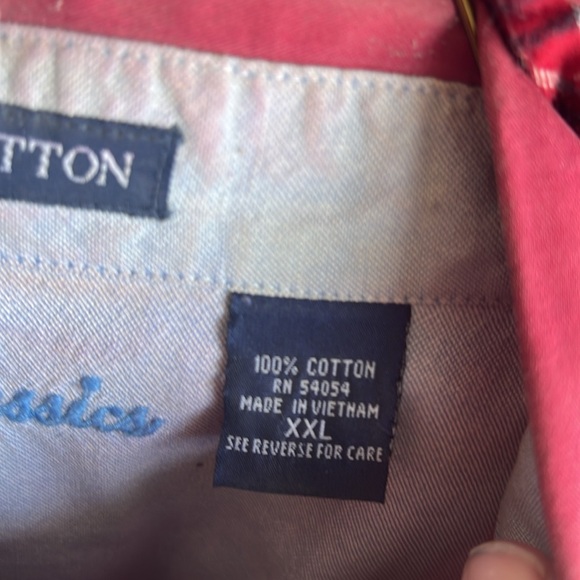 TTON
100% COTTON
RN 54054
MADE IN VIETNAM
XXL
SEE REVERSE FOR CARE
ssics